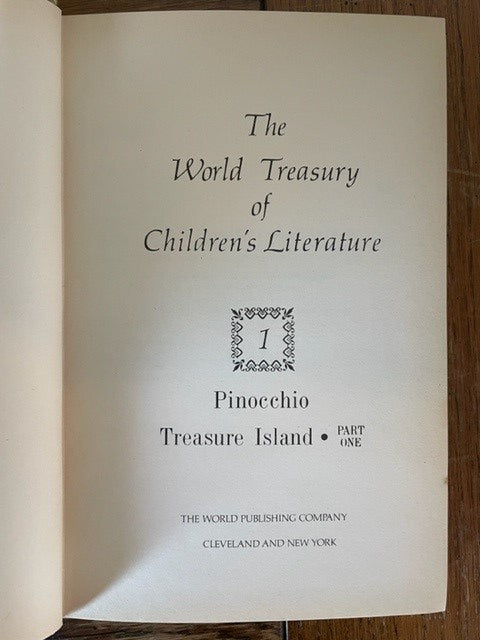 The
World Treasury
of
Children's Literature
1
Pinocchio
Treasure Island • PART ONE
THE WORLD PUBLISHING COMPANY
CLEVELAND AND NEW YORK